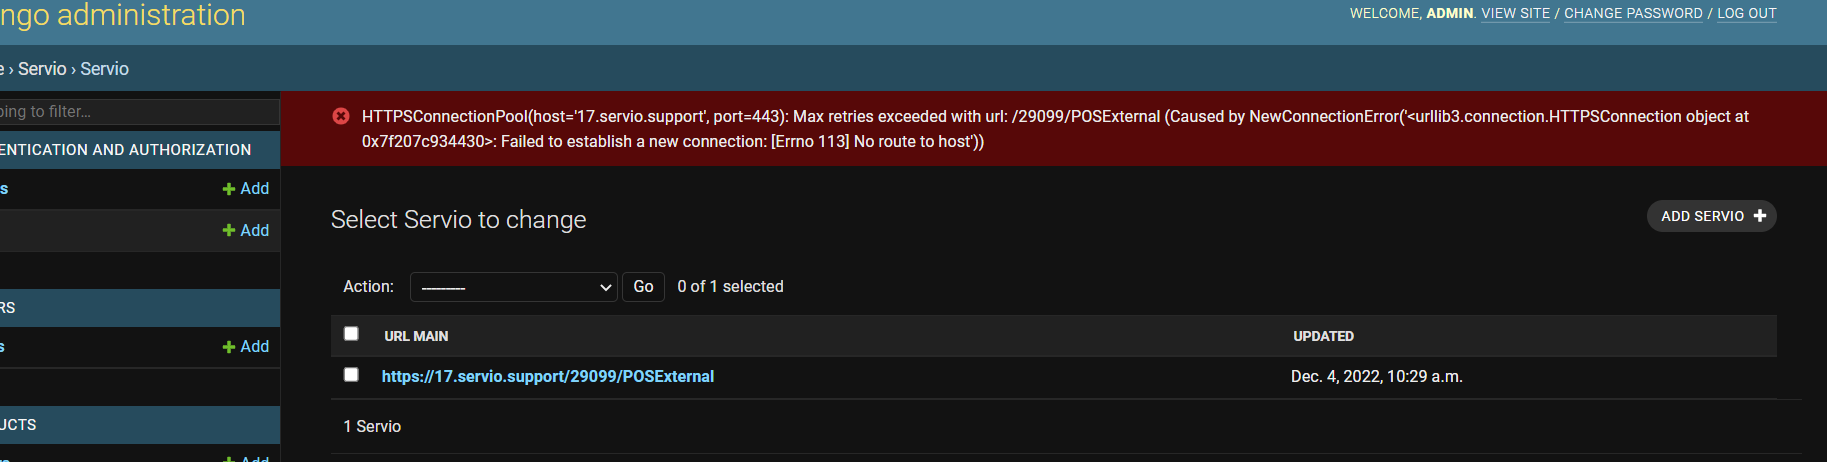 ngo administration
WELCOME, ADMIN. VIEW SITE / CHANGE PASSWORD / LOG OUT
e › Servio › Servio
ing to filter...
HTTPSConnectionPool(host='17.servio.support', port=443): Max retries exceeded with url: /29099/POSExternal (Caused by NewConnectionError('<urllib3.connection.HTTPSConnection object at
0x7f207c934430>: Failed to establish a new connection: [Errno 113] No route to host'))
ENTICATION AND AUTHORIZATION
s + Add
+ Add
RS
s + Add
UCTS
Add
Select Servio to change
ADD SERVIO +
Action: --------- Go 0 of 1 selected
URL MAIN UPDATED
https://17.servio.support/29099/POSExternal Dec. 4, 2022, 10:29 a.m.
1 Servio